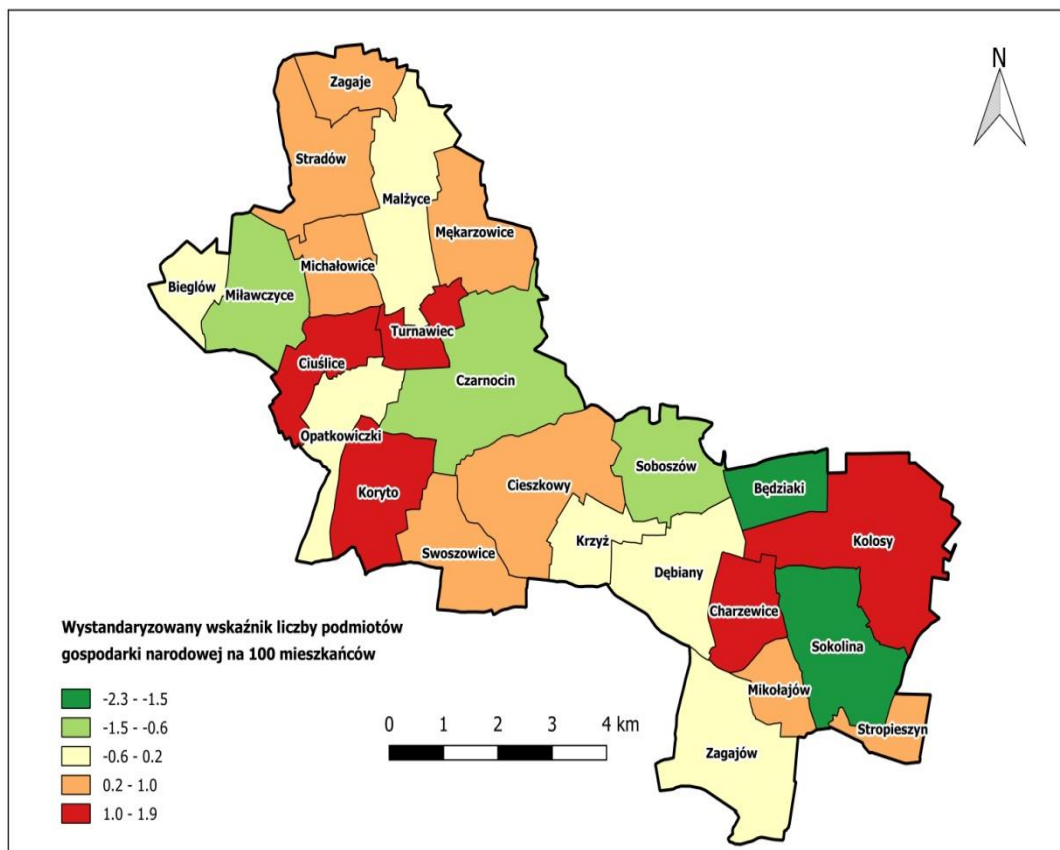 N
Zagaje
Stradów
Malżyce
Mękarzowice
Michałowice
Bieglów
Miławczyce
Turnawiec
Ciuślice
Czarnocin
Opatkowiczki
Soboszów
Będziaki
Koryto
Cieszkowy
Kolosy
Krzyż
Swoszowice
Dębiany
Charzewice
Sokolina
Mikołajów
Stropieszyn
Zagajów
Wystandaryzowany wskaźnik liczby podmiotów
gospodarki narodowej na 100 mieszkańców
-2.3 - -1.5
-1.5 - -0.6
-0.6 - 0.2
0.2 - 1.0
1.0 - 1.9
0 1 2 3 4 km